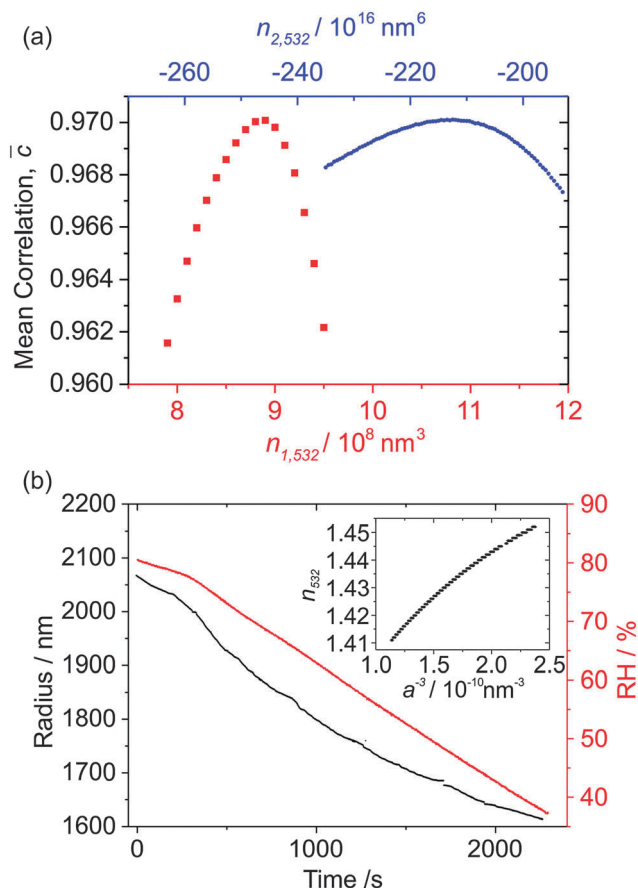 (a)
n2,532 / 10^16 nm^6
-260 -240 -220 -200
0.970
0.968
0.966
0.964
0.962
0.960
Mean Correlation, c̅
8 9 10 11 12
n1,532 / 10^8 nm^3
(b)
2200
2100
2000
1900
1800
1700
1600
Radius / nm
90
80
70
60
50
40
RH / %
1.45
1.44
1.43
1.42
1.41
n532
1.0 1.5 2.0 2.5
a^-3 / 10^-10 nm^-3
0 1000 2000
Time /s